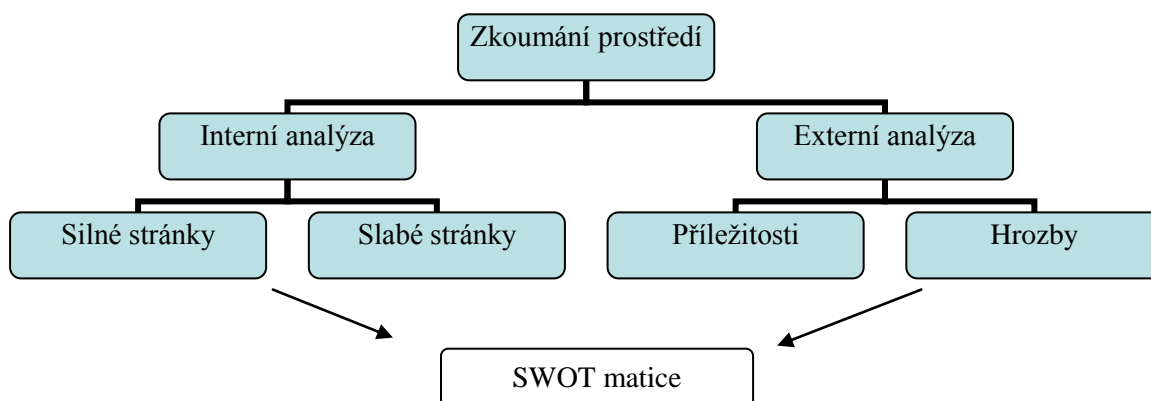 Zkoumání prostředí
Interní analýza
Externí analýza
Silné stránky
Slabé stránky
Příležitosti
Hrozby
SWOT matice